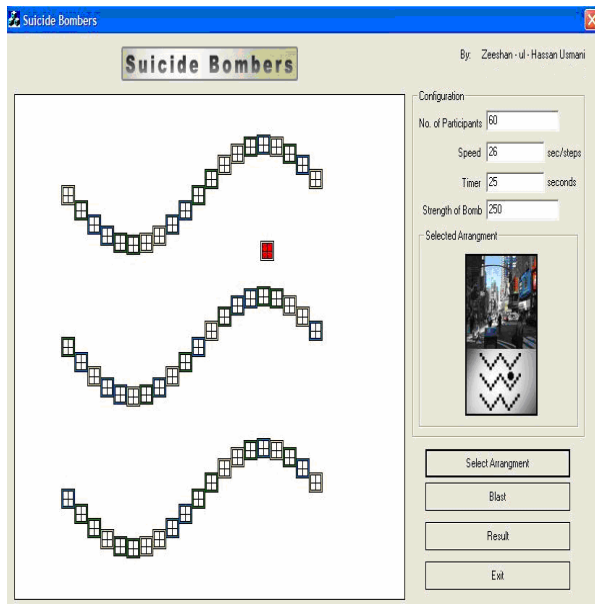 Suicide Bombers
Suicide Bombers
By: Zeeshan - ul - Hassan Usmani
Configuration
No. of Participants 60
Speed 26 sec/steps
Timer 25 seconds
Strength of Bomb 250
Selected Arrangment
Select Arrangment
Blast
Result
Exit